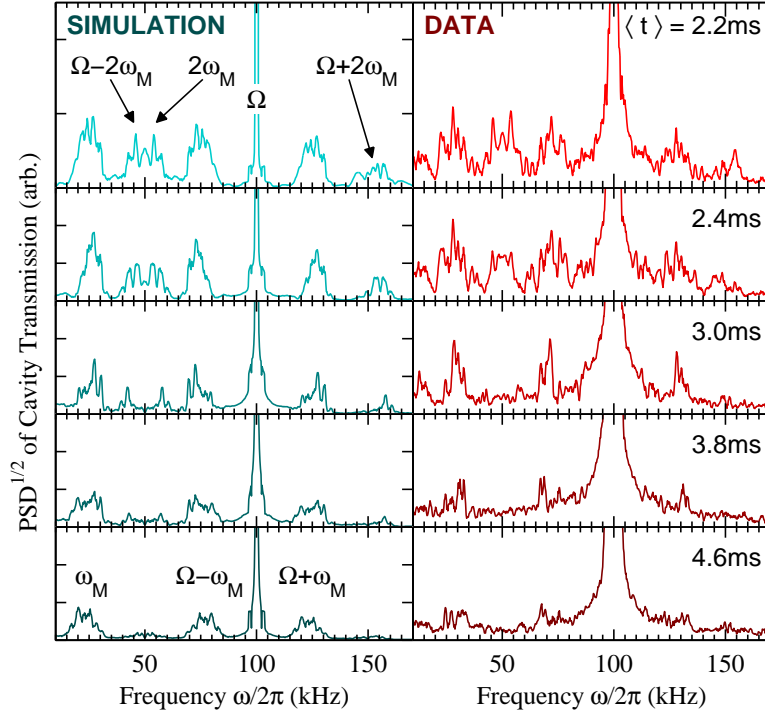 SIMULATION
DATA
⟨ t ⟩ = 2.2ms
Ω−2ω_M
2ω_M
Ω
Ω+2ω_M
2.4ms
3.0ms
3.8ms
4.6ms
ω_M
Ω−ω_M
Ω+ω_M
PSD^{1/2} of Cavity Transmission (arb.)
50 100 150
50 100 150
Frequency ω/2π (kHz)
Frequency ω/2π (kHz)